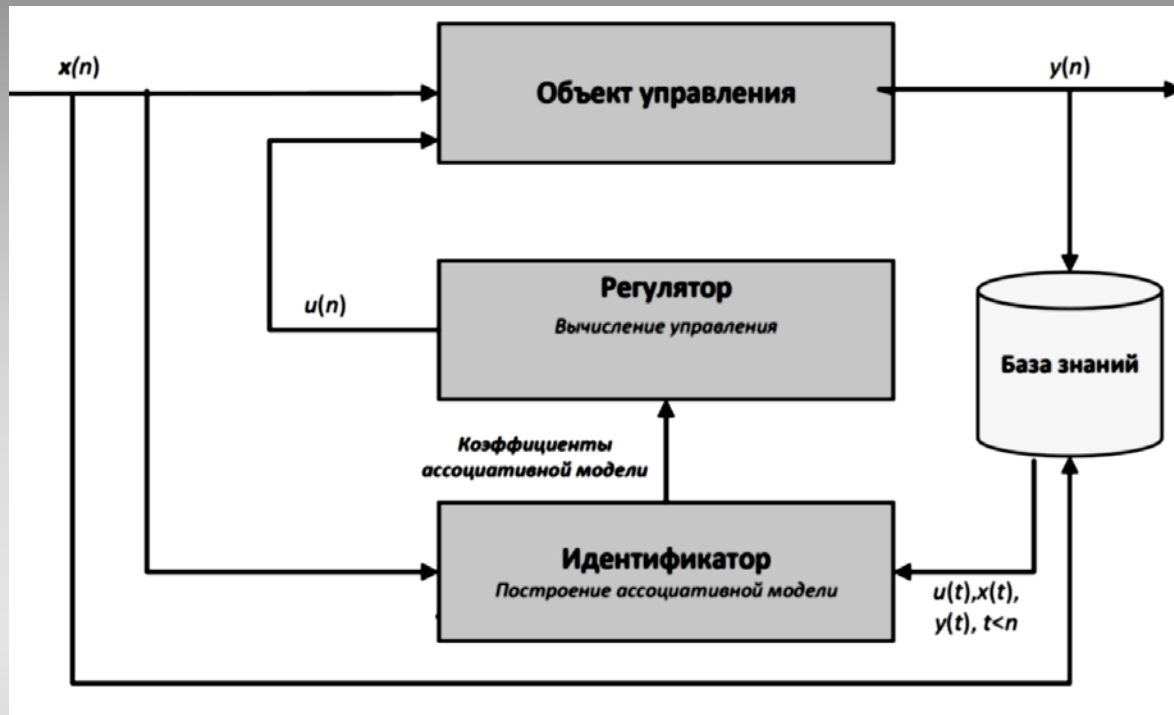 x(n)
y(n)
Объект управления
Регулятор
Вычисление управления
u(n)
База знаний
Коэффициенты
ассоциативной модели
Идентификатор
Построение ассоциативной модели
u(t),x(t),
y(t), t<n